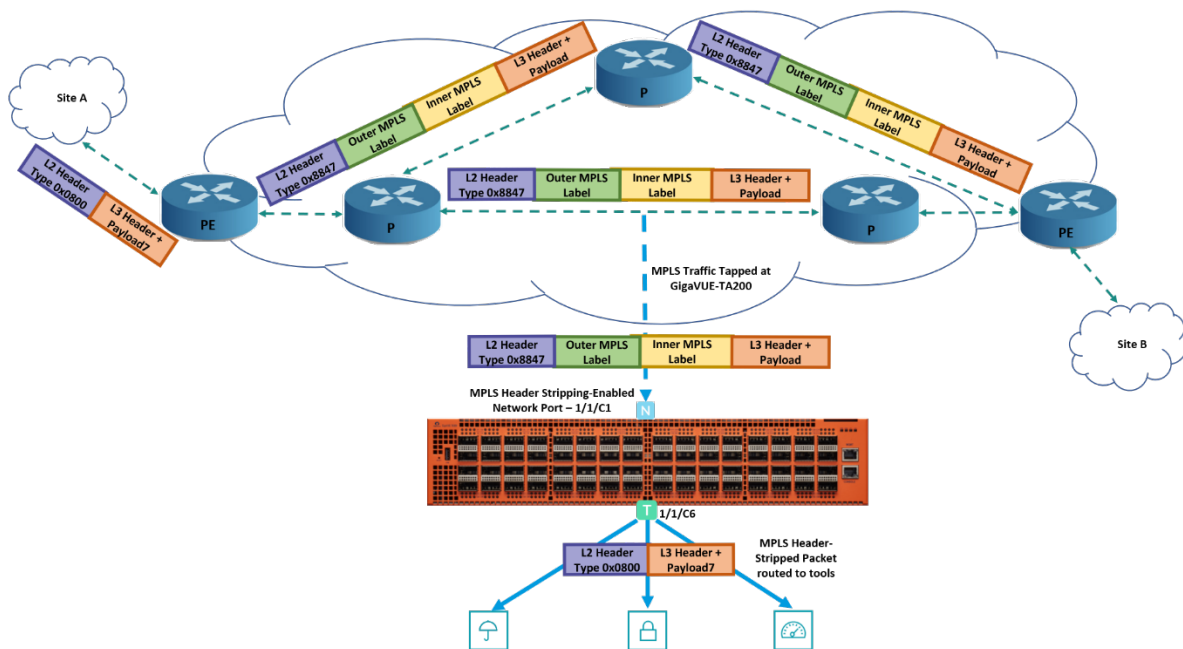 L2 Header
Type 0x8847
Outer MPLS
Label
Inner MPLS
Label
L3 Header +
Payload
P
L2 Header
Type 0x8847
Outer MPLS
Label
Inner MPLS
Label
L3 Header +
Payload
Site A
L2 Header
Type 0x0800
L3 Header +
Payload7
PE
P
L2 Header
Type 0x8847
Outer MPLS
Label
Inner MPLS
Label
L3 Header +
Payload
P
PE
MPLS Traffic Tapped at
GigaVUE-TA200
Site B
L2 Header
Type 0x8847
Outer MPLS
Label
Inner MPLS
Label
L3 Header +
Payload
MPLS Header Stripping-Enabled
Network Port – 1/1/C1
N
T
1/1/C6
L2 Header
Type 0x0800
L3 Header +
Payload7
MPLS Header-
Stripped Packet
routed to tools